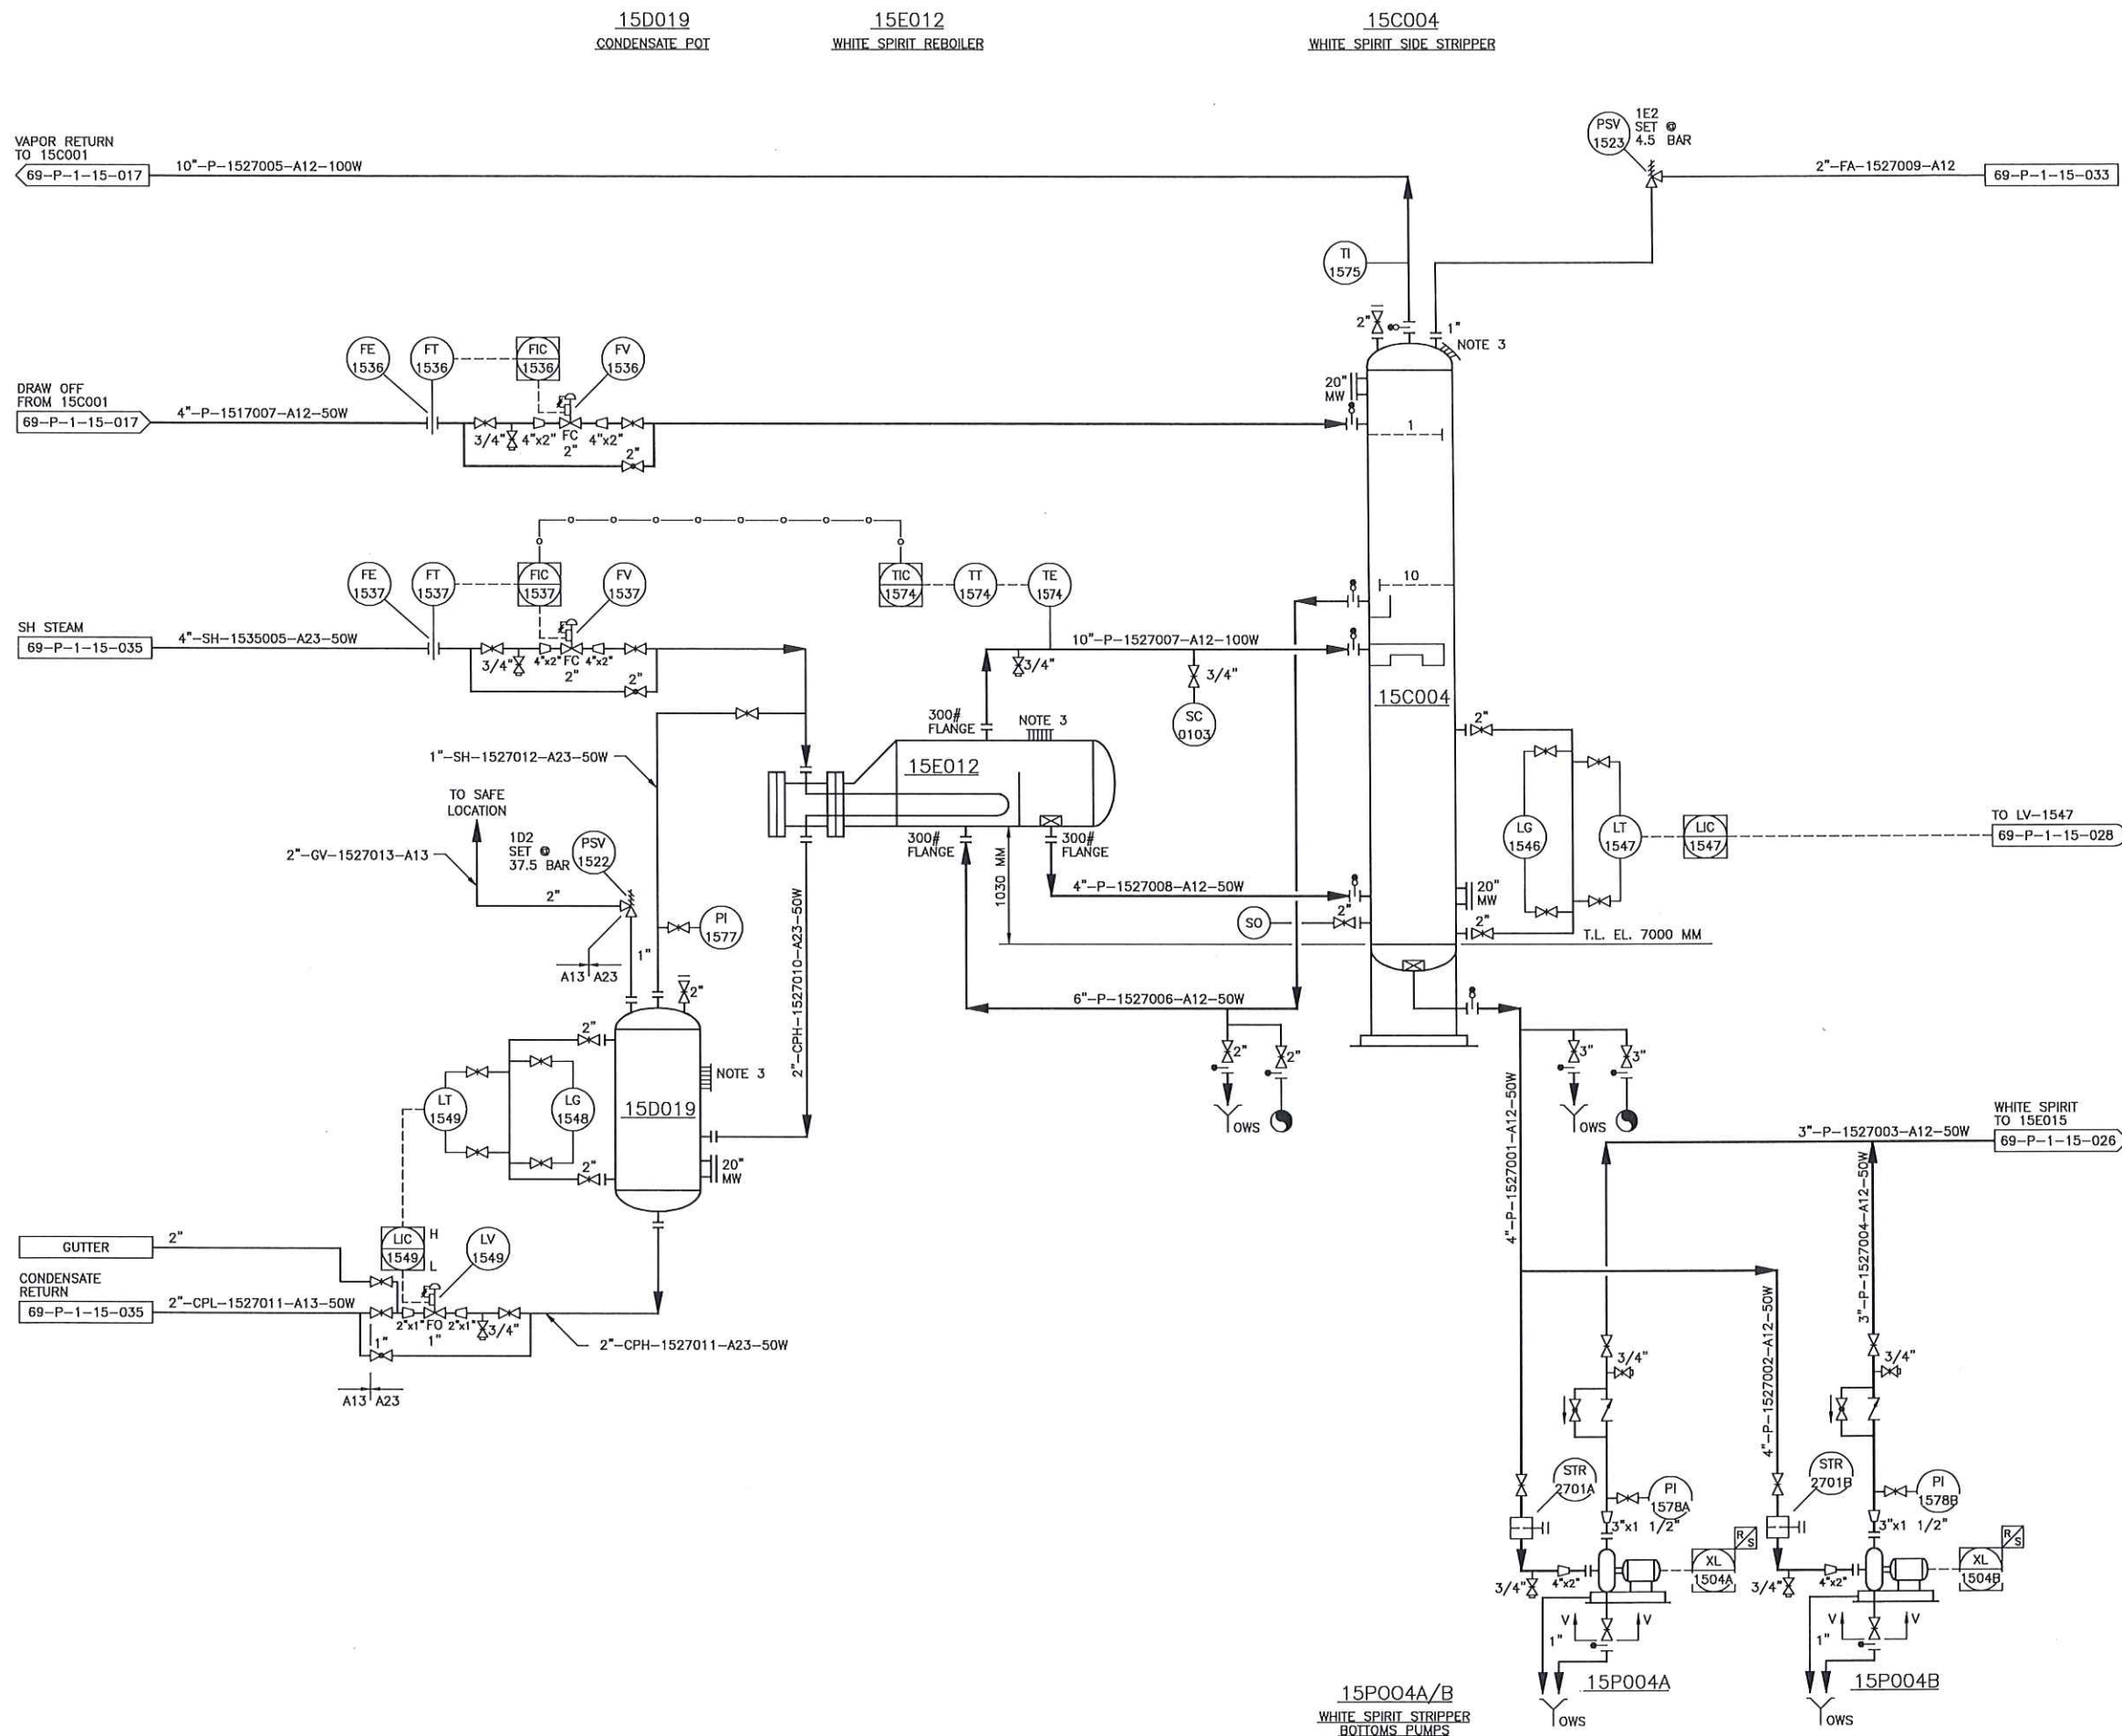 15D019
CONDENSATE POT
15E012
WHITE SPIRIT REBOILER
15C004
WHITE SPIRIT SIDE STRIPPER
VAPOR RETURN
TO 15C001
69-P-1-15-017
10"-P-1527005-A12-100W
PSV
1523
1E2
SET @
4.5 BAR
2"-FA-1527009-A12
69-P-1-15-033
TI
1575
2"
1"
NOTE 3
FE
1536
FT
1536
FIC
1536
FV
1536
DRAW OFF
FROM 15C001
69-P-1-15-017
4"-P-1517007-A12-50W
3/4"
4"x2"
FC
2"
4"x2"
2"
20"
MW
1
FE
1537
FT
1537
FIC
1537
FV
1537
TIC
1574
TT
1574
TE
1574
10
SH STEAM
69-P-1-15-035
4"-SH-1535005-A23-50W
3/4"
4"x2"
FC
2"
4"x2"
2"
10"-P-1527007-A12-100W
3/4"
3/4"
SC
0103
15C004
300#
FLANGE
NOTE 3
15E012
2"
1"-SH-1527012-A23-50W
TO SAFE
LOCATION
1D2
SET @
37.5 BAR
PSV
1522
2"-GV-1527013-A13
2"
300#
FLANGE
300#
FLANGE
1030 MM
4"-P-1527008-A12-50W
LG
1546
LT
1547
LIC
1547
TO LV-1547
69-P-1-15-028
20"
MW
SO
2"
2"
T.L. EL. 7000 MM
PI
1577
A13
A23
1"
2"
2"-CPH-1527010-A23-50W
6"-P-1527006-A12-50W
2"
2"
OWS
3"
3"
OWS
2"
NOTE 3
LT
1549
LG
1548
15D019
2"
20"
MW
4"-P-1527001-A12-50W
WHITE SPIRIT
TO 15E015
69-P-1-15-026
3"-P-1527003-A12-50W
3"-P-1527004-A12-50W
GUTTER
2"
LIC
1549
H
L
LV
1549
CONDENSATE
RETURN
69-P-1-15-035
2"-CPL-1527011-A13-50W
2"x1"
FO
1"
2"x1"
3/4"
1"
2"-CPH-1527011-A23-50W
A13
A23
4"-P-1527002-A12-50W
3/4"
3/4"
STR
2701A
PI
1578A
3"x1 1/2"
STR
2701B
PI
1578B
3"x1 1/2"
XL
1504A
R/S
XL
1504B
R/S
3/4"
4"x2"
3/4"
4"x2"
V
V
1"
V
V
1"
15P004A
15P004B
OWS
OWS
15P004A/B
WHITE SPIRIT STRIPPER
BOTTOMS PUMPS